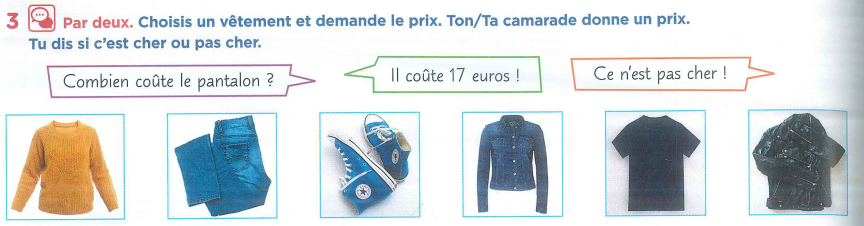 3 Par deux. Choisis un vêtement et demande le prix. Ton/Ta camarade donne un prix.
Tu dis si c'est cher ou pas cher.
Combien coûte le pantalon ?
Il coûte 17 euros !
Ce n'est pas cher !